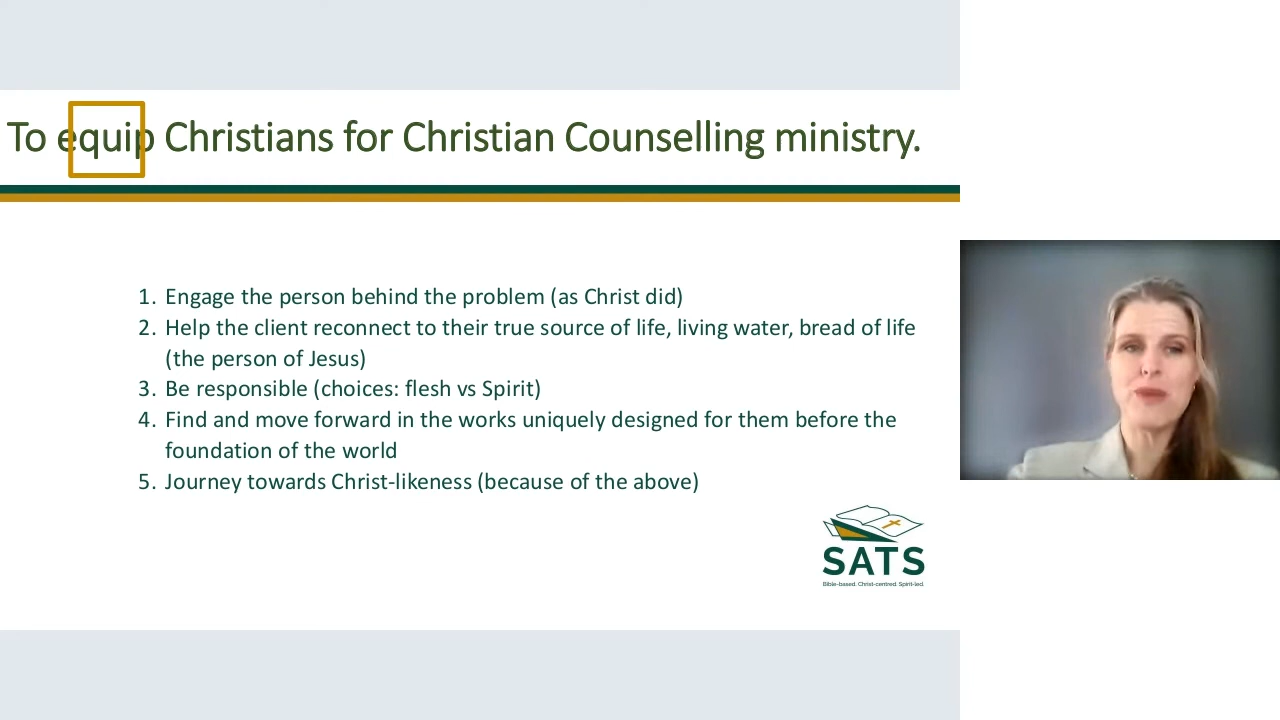 To equip Christians for Christian Counselling ministry.
1. Engage the person behind the problem (as Christ did)
2. Help the client reconnect to their true source of life, living water, bread of life
(the person of Jesus)
3. Be responsible (choices: flesh vs Spirit)
4. Find and move forward in the works uniquely designed for them before the
foundation of the world
5. Journey towards Christ-likeness (because of the above)
SATS
Bible-based. Christ-centred. Spirit-led.